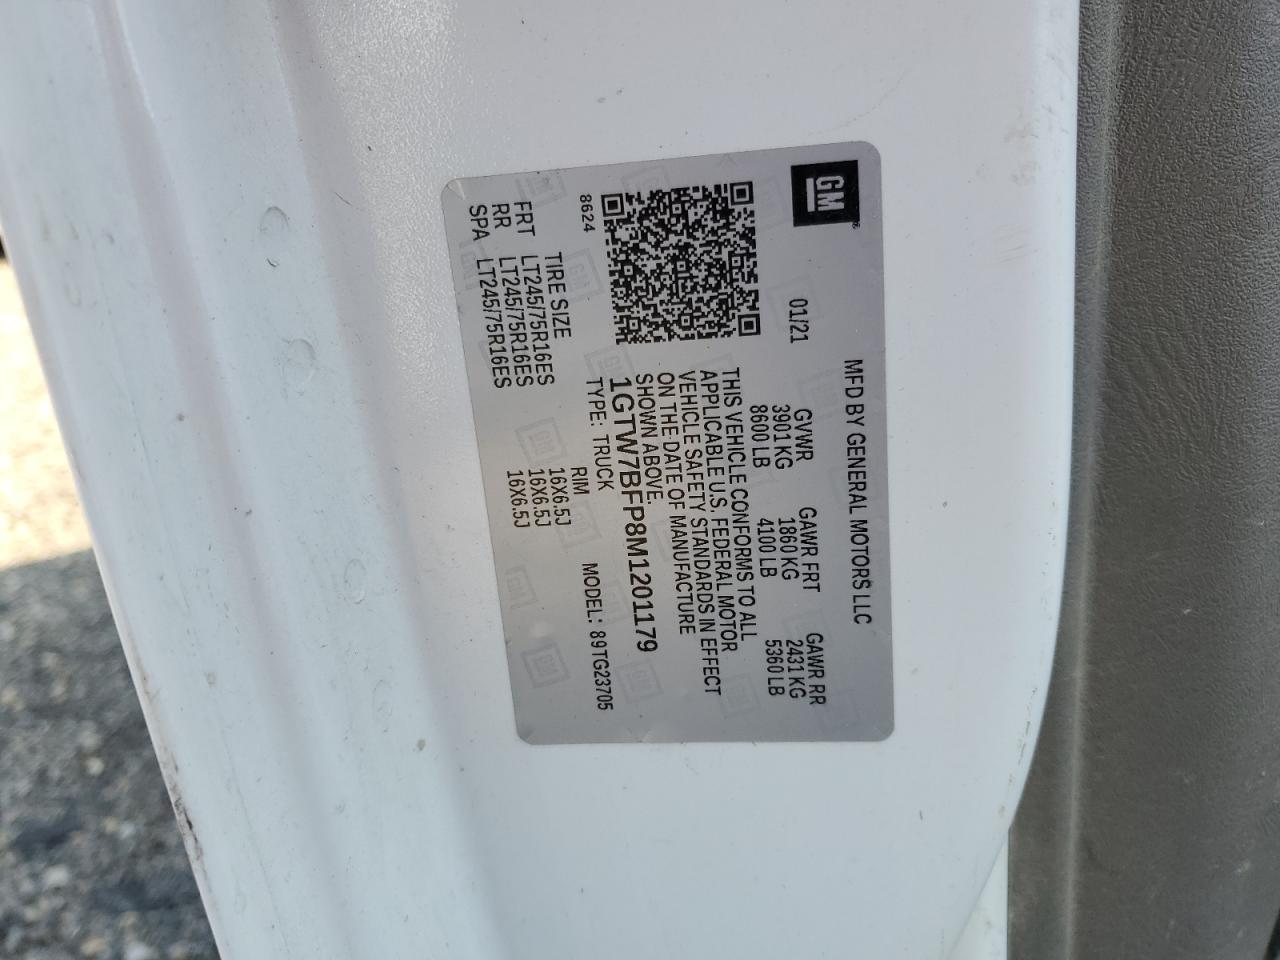 GM
MFD BY GENERAL MOTORS LLC
01/21 GVWR GAWR FRT GAWR RR
3901 KG 1860 KG 2431 KG
8600 LB 4100 LB 5360 LB
THIS VEHICLE CONFORMS TO ALL
APPLICABLE U.S. FEDERAL MOTOR
VEHICLE SAFETY STANDARDS IN EFFECT
ON THE DATE OF MANUFACTURE
SHOWN ABOVE.
1GTW7BFP8M1201179
8624 TYPE: TRUCK MODEL: 89TG23705
TIRE SIZE RIM
FRT LT245/75R16ES 16X6.5J
RR LT245/75R16ES 16X6.5J
SPA LT245/75R16ES 16X6.5J